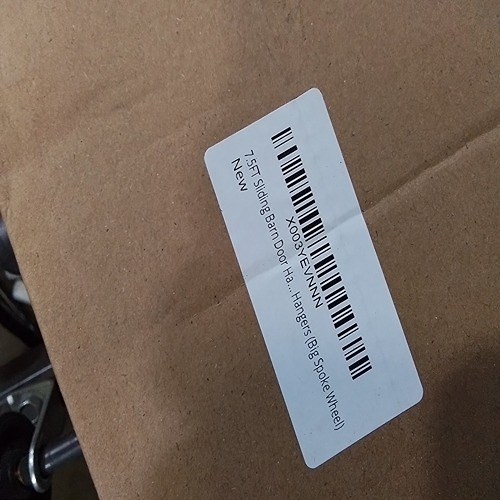 X003YEVNNN
7.5FT Sliding Barn Door Ha... Hangers (Big Spoke Wheel)
New